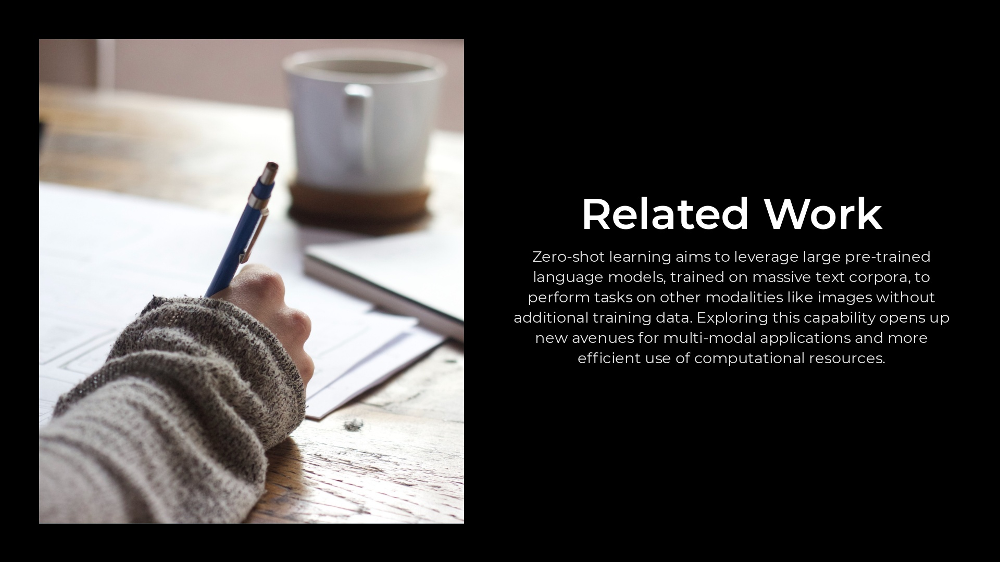 Related Work
Zero-shot learning aims to leverage large pre-trained
language models, trained on massive text corpora, to
perform tasks on other modalities like images without
additional training data. Exploring this capability opens up
new avenues for multi-modal applications and more
efficient use of computational resources.